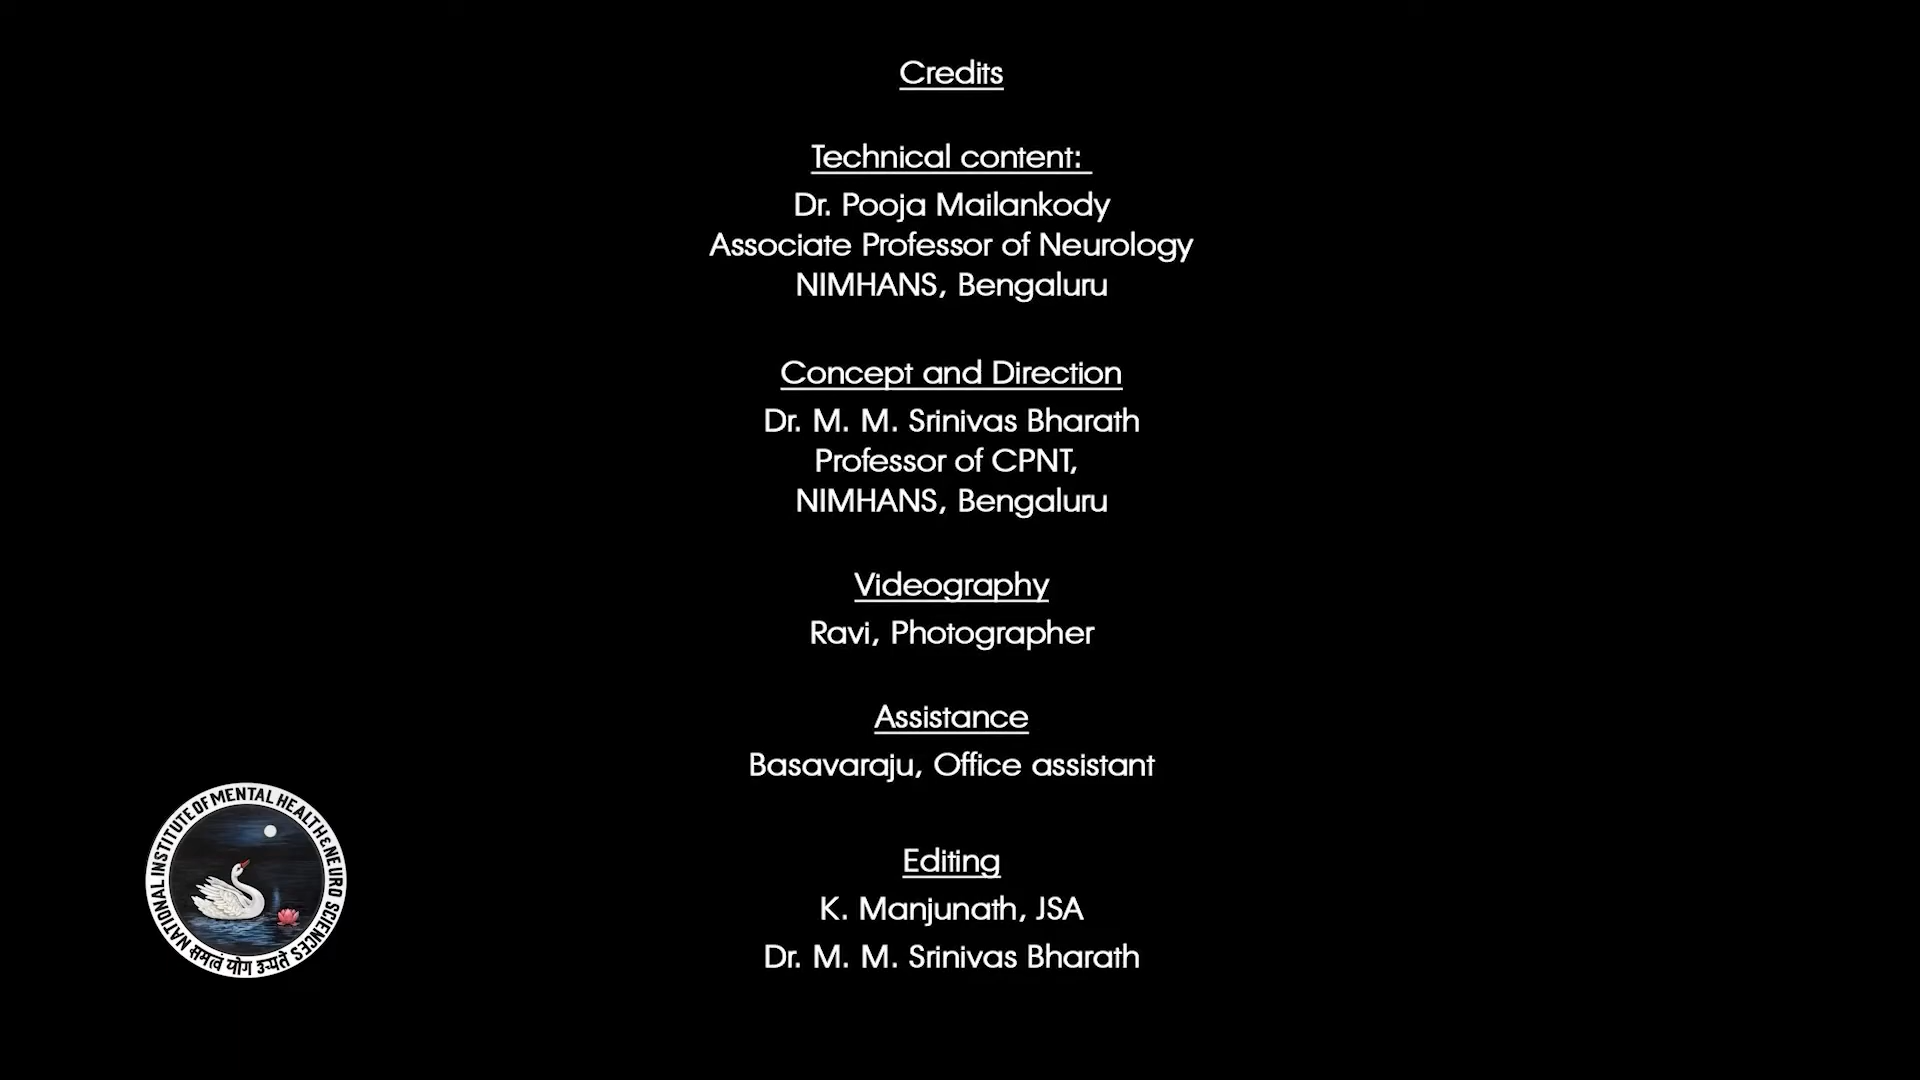 Credits
Technical content:
Dr. Pooja Mailankody
Associate Professor of Neurology
NIMHANS, Bengaluru
Concept and Direction
Dr. M. M. Srinivas Bharath
Professor of CPNT,
NIMHANS, Bengaluru
Videography
Ravi, Photographer
Assistance
Basavaraju, Office assistant
Editing
K. Manjunath, JSA
Dr. M. M. Srinivas Bharath
NATIONAL INSTITUTE OF MENTAL HEALTH & NEURO SCIENCES
समत्वं योग उच्यते